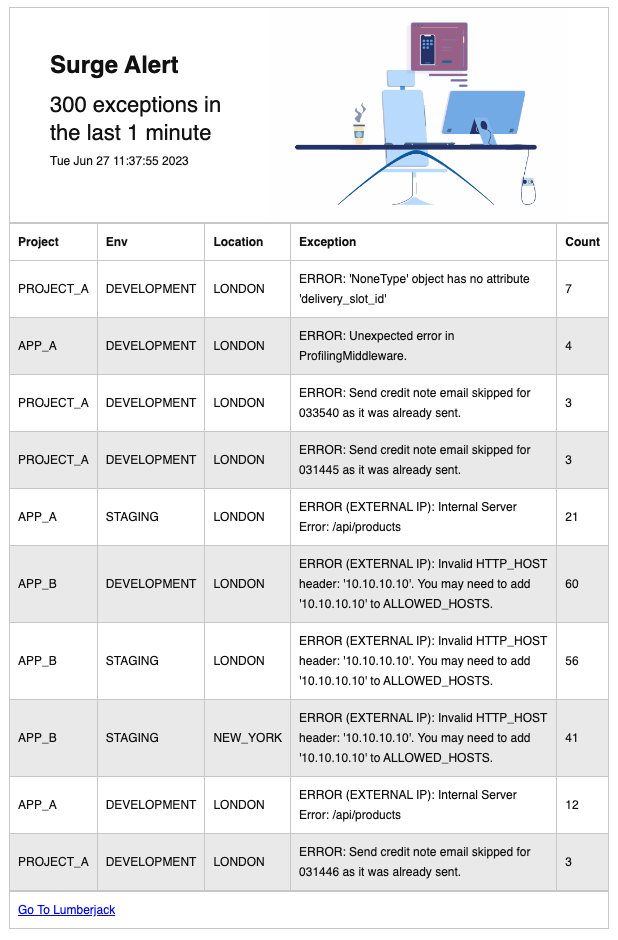 Surge Alert
300 exceptions in
the last 1 minute
Tue Jun 27 11:37:55 2023
Project Env Location Exception Count
PROJECT_A DEVELOPMENT LONDON ERROR: 'NoneType' object has no attribute
'delivery_slot_id' 7
APP_A DEVELOPMENT LONDON ERROR: Unexpected error in
ProfilingMiddleware. 4
PROJECT_A DEVELOPMENT LONDON ERROR: Send credit note email skipped for
033540 as it was already sent. 3
PROJECT_A DEVELOPMENT LONDON ERROR: Send credit note email skipped for
031445 as it was already sent. 3
APP_A STAGING LONDON ERROR (EXTERNAL IP): Internal Server
Error: /api/products 21
APP_B DEVELOPMENT LONDON ERROR (EXTERNAL IP): Invalid HTTP_HOST
header: '10.10.10.10'. You may need to add
'10.10.10.10' to ALLOWED_HOSTS. 60
APP_B STAGING LONDON ERROR (EXTERNAL IP): Invalid HTTP_HOST
header: '10.10.10.10'. You may need to add
'10.10.10.10' to ALLOWED_HOSTS. 56
APP_B STAGING NEW_YORK ERROR (EXTERNAL IP): Invalid HTTP_HOST
header: '10.10.10.10'. You may need to add
'10.10.10.10' to ALLOWED_HOSTS. 41
APP_A DEVELOPMENT LONDON ERROR (EXTERNAL IP): Internal Server
Error: /api/products 12
PROJECT_A DEVELOPMENT LONDON ERROR: Send credit note email skipped for
031446 as it was already sent. 3
Go To Lumberjack